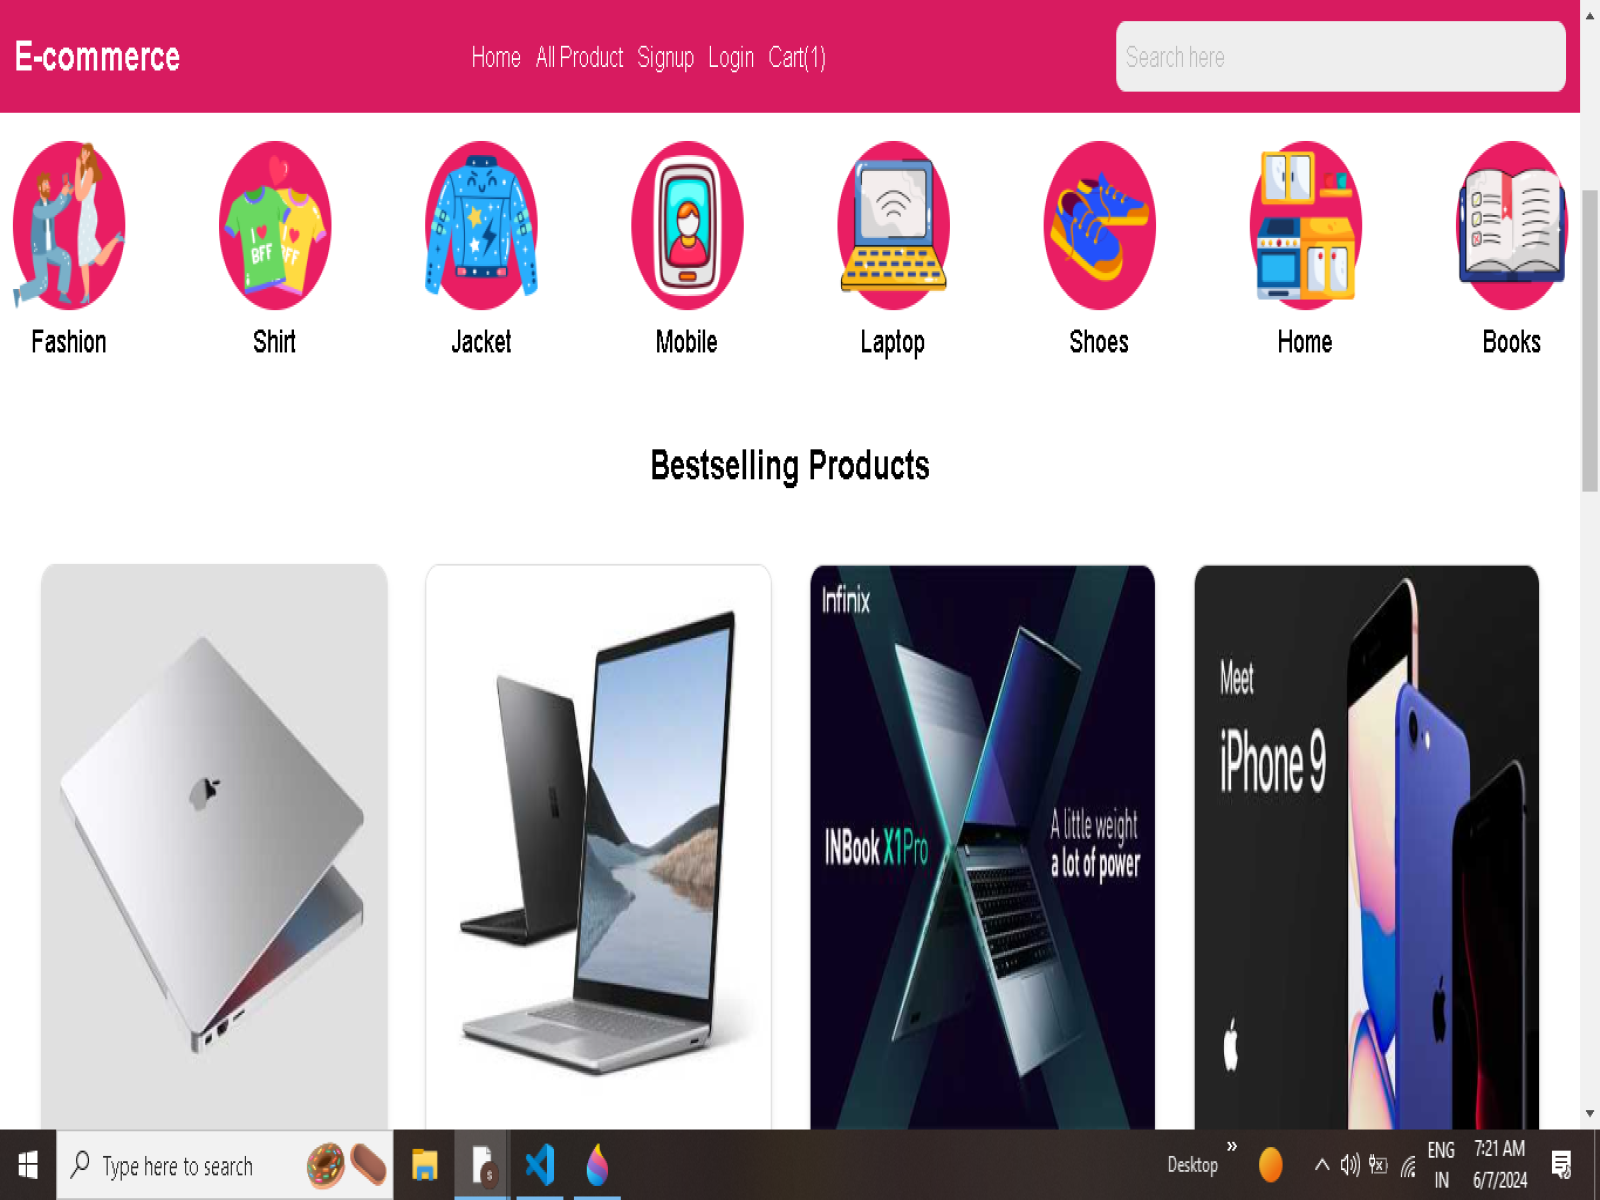 E-commerce
Home All Product Signup Login Cart(1)
Search here
I ♥
BFF
BFF
Fashion
Shirt
Jacket
Mobile
Laptop
Shoes
Home
Books
Bestselling Products
Infinix
INBook X1Pro
A little weight
a lot of power
Meet
iPhone 9
Type here to search
Desktop
»
ENG
IN
7:21 AM
6/7/2024